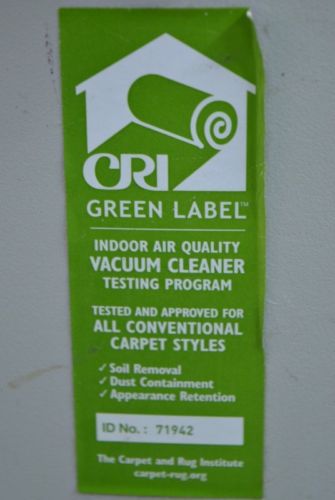 CRI
GREEN LABEL™
INDOOR AIR QUALITY
VACUUM CLEANER
TESTING PROGRAM
TESTED AND APPROVED FOR
ALL CONVENTIONAL
CARPET STYLES
✓ Soil Removal
✓ Dust Containment
✓ Appearance Retention
ID No. : 71942
The Carpet and Rug Institute
carpet-rug.org